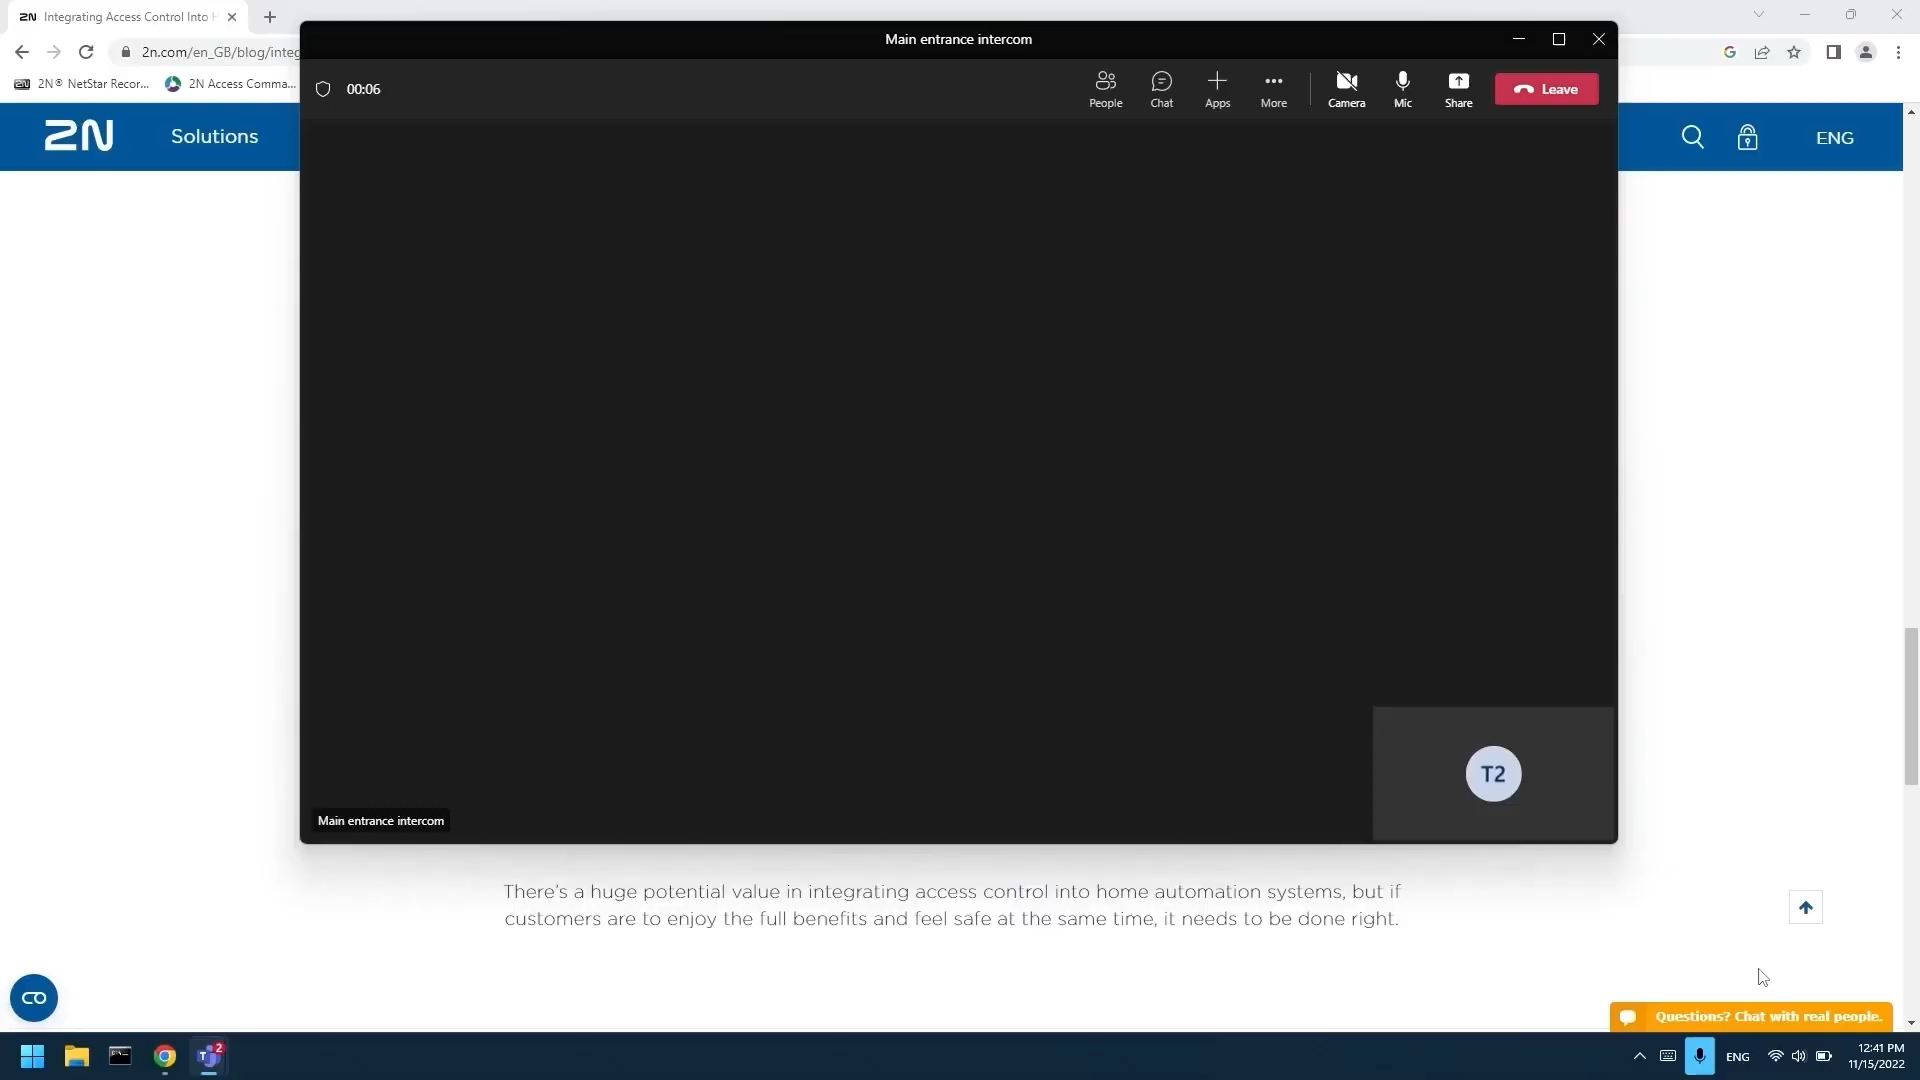 2N Integrating Access Control Into H
2n.com/en_GB/blog/integ
2N® NetStar Recor...
2N Access Comma...
Main entrance intercom
00:06
People
Chat
Apps
More
Camera
Mic
Share
Leave
2N
Solutions
ENG
T2
Main entrance intercom
There's a huge potential value in integrating access control into home automation systems, but if
customers are to enjoy the full benefits and feel safe at the same time, it needs to be done right.
Questions? Chat with real people.
2
ENG
12:41 PM
11/15/2022